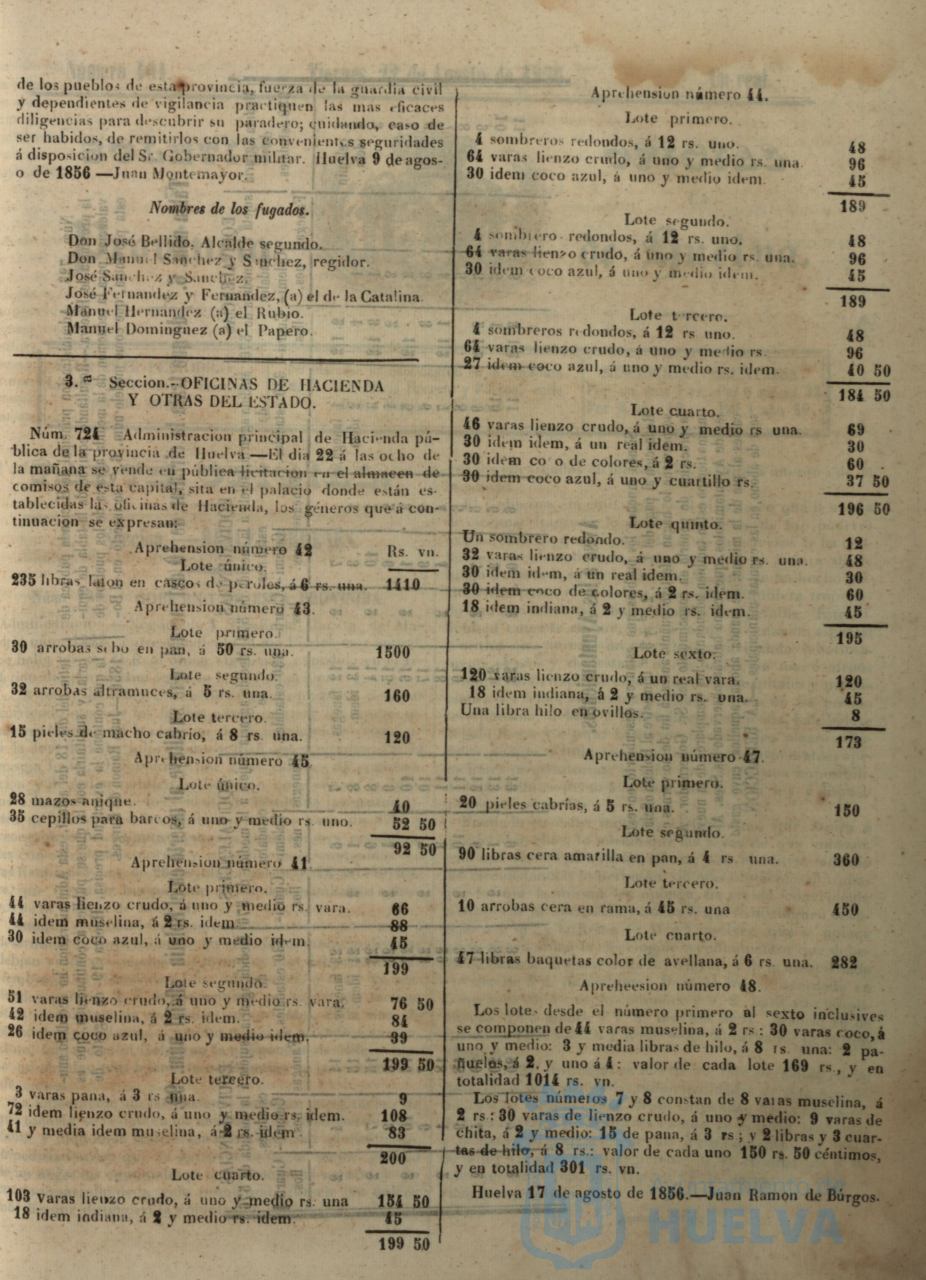 de los pueblos de esta provincia, fuerza de la guardia civil
y dependientes de vigilancia practiquen las mas eficaces
diligencias para descubrir su paradero; cuidando, caso de
ser habidos, de remitirlos con las convenientes seguridades
á disposicion del Sr. Gobernador militar. Huelva 9 de agos-
o de 1856 —Juan Montemayor.
Nombres de los fugados.
Don José Bellido, Alcalde segundo.
Don Manuel Sanchez y Sanchez, regidor.
José Sanchez y Sanchez.
José Fernandez y Fernandez, (a) el de la Catalina.
Manuel Hernandez (a) el Rubio.
Manuel Dominguez (a) el Papero.
3.ª Seccion.-OFICINAS DE HACIENDA
Y OTRAS DEL ESTADO.
Núm. 724 Administracion principal de Hacienda pú-
blica de la provincia de Huelva—El dia 22 á las ocho de
la mañana se vende en pública licitacion en el almacen de
comisos de esta capital, sita en el palacio donde están es-
tablecidas las oficinas de Hacienda, los géneros que á con-
tinuacion se expresan:
Aprehension número 42 Rs. vn.
Lote único.
235 libras laton en cascos de peroles, á 6 rs. una. 1410
Aprehension número 43.
Lote primero.
30 arrobas sebo en pan, á 50 rs. una. 1500
Lote segundo.
32 arrobas altramuces, á 5 rs. una. 160
Lote tercero.
15 pieles de macho cabrío, á 8 rs. una. 120
Aprehension número 45
Lote único.
28 mazos anique. 40
35 cepillos para barcos, á uno y medio rs. uno. 52 50
92 50
Aprehension número 41
Lote primero.
44 varas lienzo crudo, á uno y medio rs. vara. 66
44 idem muselina, á 2 rs. idem 88
30 idem coco azul, á uno y medio idem. 45
199
Lote segundo.
51 varas lienzo crudo, á uno y medio rs. vara. 76 50
42 idem muselina, á 2 rs. idem. 84
26 idem coco azul, á uno y medio idem. 39
199 50
Lote tercero.
3 varas pana, á 3 rs una. 9
72 idem lienzo crudo, á uno y medio rs. idem. 108
41 y media idem muselina, á 2 rs. idem 83
200
Lote cuarto.
103 varas lienzo crudo, á uno y medio rs. una 154 50
18 idem indiana, á 2 y medio rs. idem. 45
199 50
Aprehension número 44.
Lote primero.
4 sombreros redondos, á 12 rs. uno. 48
64 varas lienzo crudo, á uno y medio rs. una. 96
30 idem coco azul, á uno y medio idem. 45
189
Lote segundo.
4 sombrero redondos, á 12 rs. uno. 48
64 varas lienzo crudo, á uno y medio rs. una. 96
30 idem coco azul, á uno y medio idem. 45
189
Lote tercero.
4 sombreros redondos, á 12 rs uno. 48
64 varas lienzo crudo, á uno y medio rs. 96
27 idem coco azul, á uno y medio rs. idem. 40 50
184 50
Lote cuarto.
46 varas lienzo crudo, á uno y medio rs una. 69
30 idem idem, á un real idem. 30
30 idem co o de colores, á 2 rs. 60
30 idem coco azul, á uno y cuartillo rs. 37 50
196 50
Lote quinto.
Un sombrero redondo. 12
32 varas lienzo crudo, á uno y medio rs. una. 48
30 idem idem, á un real idem. 30
30 idem coco de colores, á 2 rs. idem. 60
18 idem indiana, á 2 y medio rs. idem. 45
195
Lote sexto.
120 varas lienzo crudo, á un real vara. 120
18 idem indiana, á 2 y medio rs. una. 45
Una libra hilo en ovillos. 8
173
Aprehension número 47.
Lote primero.
20 pieles cabrías, á 5 rs. una. 150
Lote segundo.
90 libras cera amarilla en pan, á 4 rs una. 360
Lote tercero.
10 arrobas cera en rama, á 45 rs. una 450
Lote cuarto.
47 libras baquetas color de avellana, á 6 rs. una. 282
Apreheesion número 48.
Los lotes desde el número primero al sexto inclusives
se componen de 44 varas muselina, á 2 rs: 30 varas coco, á
uno y medio: 3 y media libras de hilo, á 8 rs. una: 2 pa-
ñuelos, á 2, y uno á 4: valor de cada lote 169 rs., y en
totalidad 1014 rs. vn.
Los lotes números 7 y 8 constan de 8 varas muselina, á
2 rs: 30 varas de lienzo crudo, á uno y medio: 9 varas de
chita, á 2 y medio: 15 de pana, á 3 rs; y 2 libras y 3 cuar-
tas de hilo, á 8 rs.: valor de cada uno 150 rs. 50 céntimos,
y en totalidad 301 rs. vn.
Huelva 17 de agosto de 1856.—Juan Ramon de Búrgos.
HUELVA